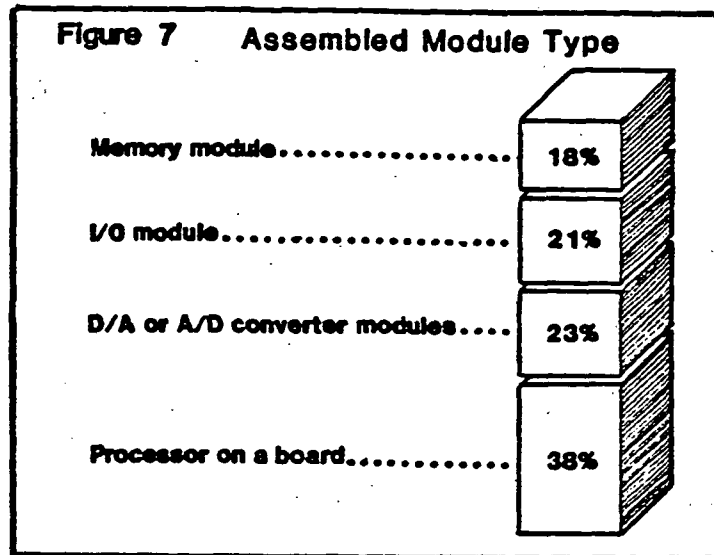 Figure 7 Assembled Module Type
Memory module.............. 18%
I/O module................. 21%
D/A or A/D converter modules.... 23%
Processor on a board........... 38%